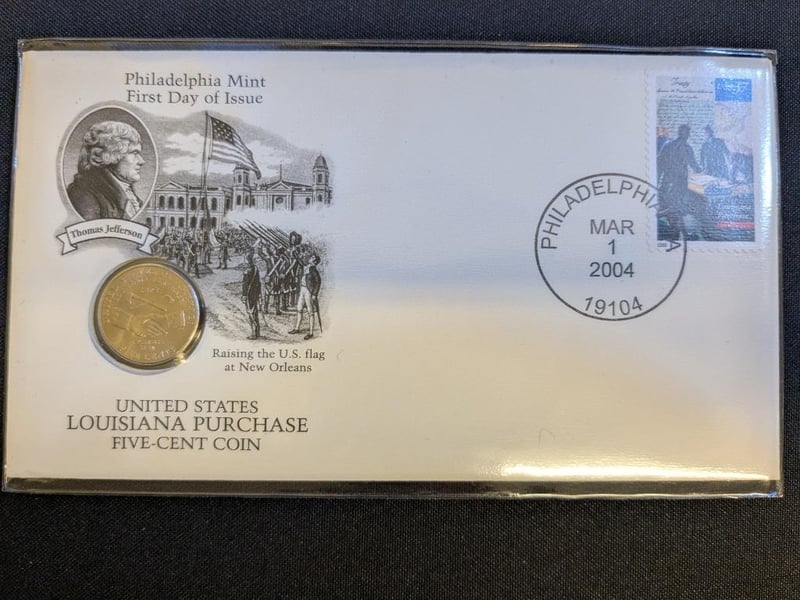 Philadelphia Mint
First Day of Issue
Thomas Jefferson
Raising the U.S. flag
at New Orleans
UNITED STATES
LOUISIANA PURCHASE
FIVE-CENT COIN
Treaty
PHILADELPHIA
MAR
1
2004
19104